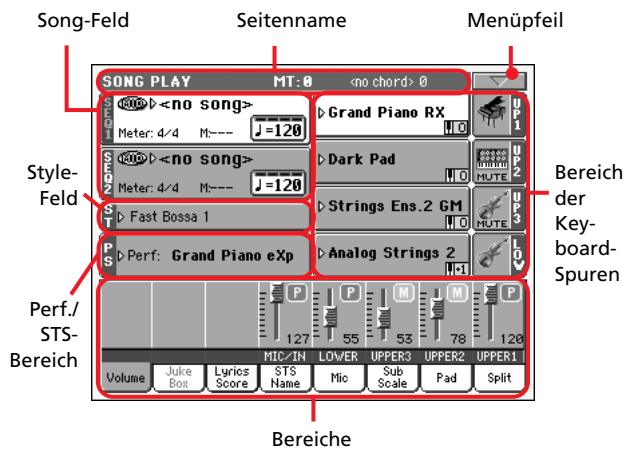 Song-Feld Seitenname Menüpfeil
SONG PLAY MT:0 <no chord> 0
SEQ1 <no song>
Meter: 4/4 M:--- ♩=120
Grand Piano RX
0
UP1
SEQ2 <no song>
Meter: 4/4 M:--- ♩=120
Dark Pad
0
MUTE UP2
Style-
Feld
ST Fast Bossa 1
Strings Ens.2 GM
0
MUTE UP3
PS Perf: Grand Piano eXp
Analog Strings 2
+1
LOW
Bereich
der
Key-
board-
Spuren
Perf./
STS-
Bereich
P P M M P
127 55 53 78 120
MIC/IN LOWER UPPER3 UPPER2 UPPER1
Volume
Juke
Box
Lyrics
Score
STS
Name
Mic
Sub
Scale
Pad
Split
Bereiche